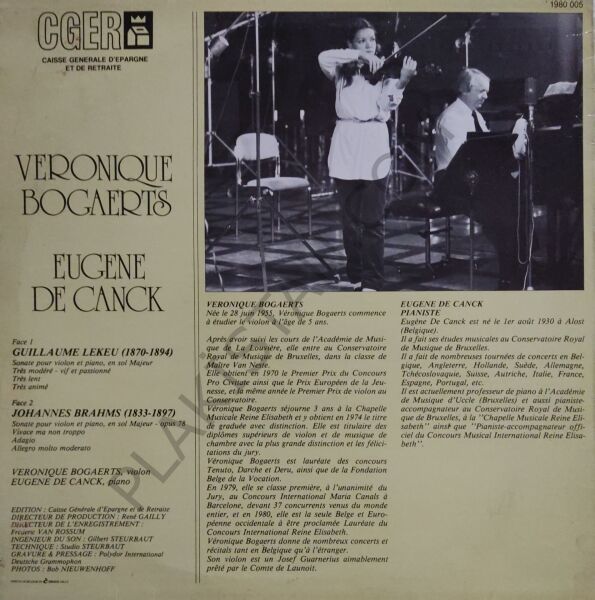 1980 005
CGER
CAISSE GENERALE D'EPARGNE
ET DE RETRAITE
VERONIQUE
BOGAERTS
EUGENE
DE CANCK
Face 1
GUILLAUME LEKEU (1870-1894)
Sonate pour violon et piano, en sol Majeur
Très modéré - vif et passionné
Très lent
Très animé
Face 2
JOHANNES BRAHMS (1833-1897)
Sonate pour violon et piano, en sol Majeur - opus 78
Vivace ma non troppo
Adagio
Allegro molto moderato
VERONIQUE BOGAERTS, violon
EUGENE DE CANCK, piano
EDITION : Caisse Générale d'Epargne et de Retraite
DIRECTEUR DE PRODUCTION : René GAILLY
DIRECTEUR DE L'ENREGISTREMENT :
Frédéric VAN ROSSUM
INGENIEUR DU SON : Gilbert STEURBAUT
TECHNIQUE : Studio STEURBAUT
GRAVURE & PRESSAGE : Polydor International
Deutsche Grammophon
PHOTOS : Bob NIEUWENHOFF
VERONIQUE BOGAERTS
Née le 28 juin 1955, Véronique Bogaerts commence
à étudier le violon à l'âge de 5 ans.
Après avoir suivi les cours de l'Académie de Musi-
que de La Louvière, elle entre au Conservatoire
Royal de Musique de Bruxelles, dans la classe de
Maître Van Neste.
Elle obtient en 1970 le Premier Prix du Concours
Pro Civitate ainsi que le Prix Européen de la Jeu-
nesse, et la même année le Premier Prix de violon au
Conservatoire.
Véronique Bogaerts séjourne 3 ans à la Chapelle
Musicale Reine Elisabeth et y obtient en 1974 le titre
de graduée avec distinction. Elle est titulaire des
diplômes supérieurs de violon et de musique de
chambre avec la plus grande distinction et les félici-
tations du jury.
Véronique Bogaerts est lauréate des concours
Tenuto, Darche et Deru, ainsi que de la Fondation
Belge de la Vocation.
En 1979, elle se classe première, à l'unanimité du
Jury, au Concours International Maria Canals à
Barcelone, devant 37 concurrents venus du monde
entier, et en 1980, elle est la seule Belge et Euro-
péenne occidentale à être proclamée Lauréate du
Concours International Reine Elisabeth.
Véronique Bogaerts donne de nombreux concerts et
récitals tant en Belgique qu'à l'étranger.
Son violon est un Josef Guarnerius aimablement
prêté par le Comte de Launoit.
EUGENE DE CANCK
PIANISTE
Eugène De Canck est né le 1er août 1930 à Alost
(Belgique).
Il a fait ses études musicales au Conservatoire Royal
de Musique de Bruxelles.
Il a fait de nombreuses tournées de concerts en Bel-
gique, Angleterre, Hollande, Suède, Allemagne,
Tchécoslovaquie, Suisse, Autriche, Italie, France,
Espagne, Portugal, etc.
Il est actuellement professeur de piano à l'Académie
de Musique d'Uccle (Bruxelles) et aussi pianiste-
accompagnateur au Conservatoire Royal de Musi-
que de Bruxelles, à la "Chapelle Musicale Reine Eli-
sabeth" ainsi que "Pianiste-accompagnateur offi-
ciel du Concours Musical International Reine Elisa-
beth".